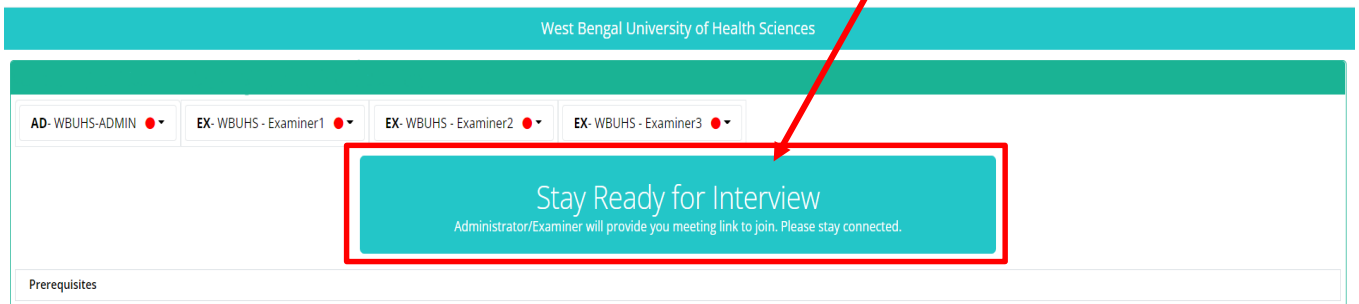 West Bengal University of Health Sciences
AD- WBUHS-ADMIN EX- WBUHS - Examiner1 EX- WBUHS - Examiner2 EX- WBUHS - Examiner3
Stay Ready for Interview
Administrator/Examiner will provide you meeting link to join. Please stay connected.
Prerequisites